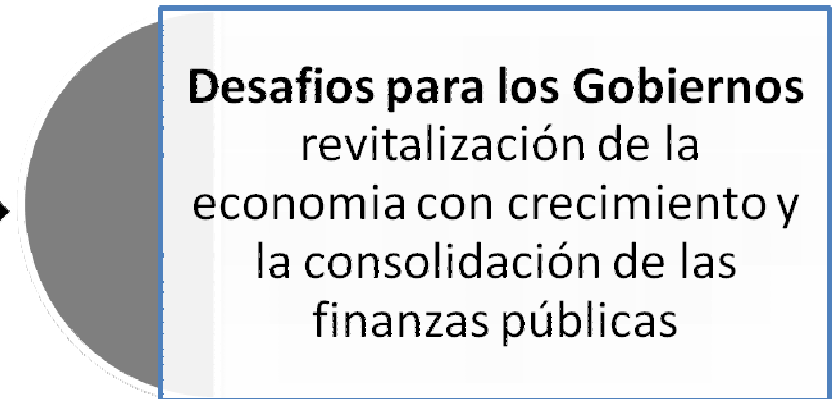 Desafios para los Gobiernos
revitalización de la
economia con crecimiento y
la consolidación de las
finanzas públicas